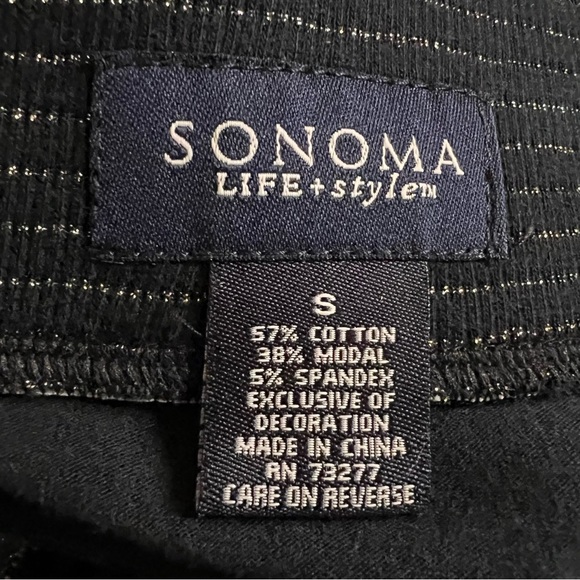 SONOMA
LIFE + style™
S
57% COTTON
38% MODAL
5% SPANDEX
EXCLUSIVE OF
DECORATION
MADE IN CHINA
RN 73277
CARE ON REVERSE